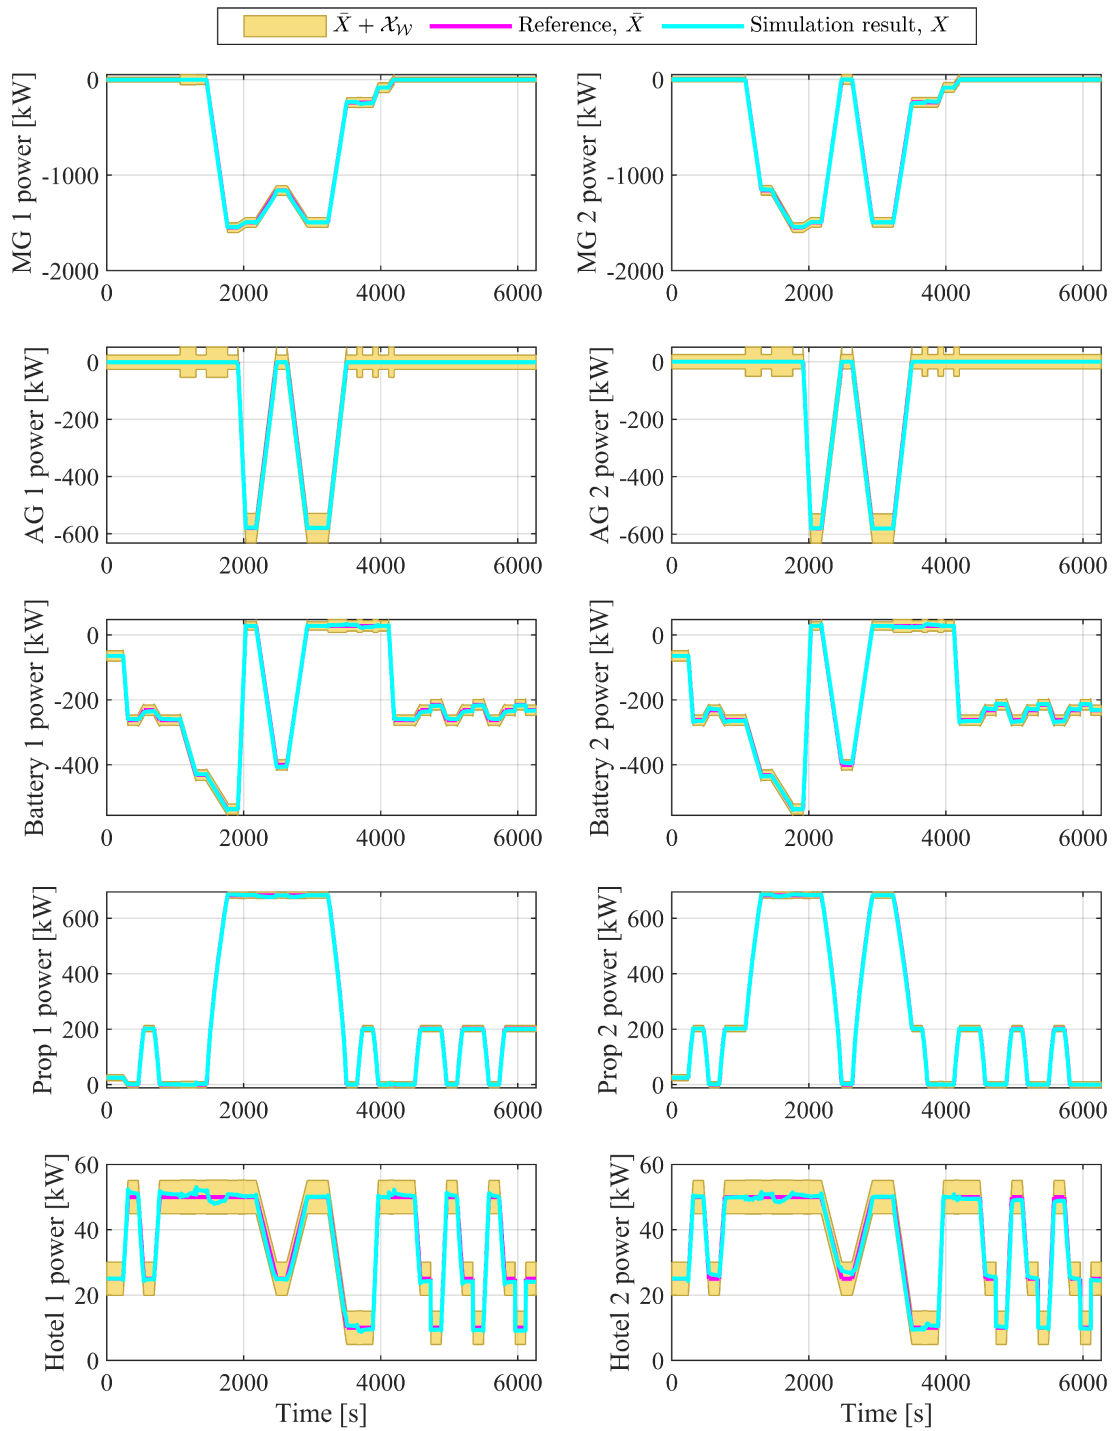 X̄ + 𝒳_𝒲 Reference, X̄ Simulation result, X
MG 1 power [kW]
0
-1000
-2000
0 2000 4000 6000
MG 2 power [kW]
0
-1000
-2000
0 2000 4000 6000
AG 1 power [kW]
0
-200
-400
-600
0 2000 4000 6000
AG 2 power [kW]
0
-200
-400
-600
0 2000 4000 6000
Battery 1 power [kW]
0
-200
-400
0 2000 4000 6000
Battery 2 power [kW]
0
-200
-400
0 2000 4000 6000
Prop 1 power [kW]
600
400
200
0
0 2000 4000 6000
Prop 2 power [kW]
600
400
200
0
0 2000 4000 6000
Hotel 1 power [kW]
60
40
20
0
0 2000 4000 6000
Time [s]
Hotel 2 power [kW]
60
40
20
0
0 2000 4000 6000
Time [s]